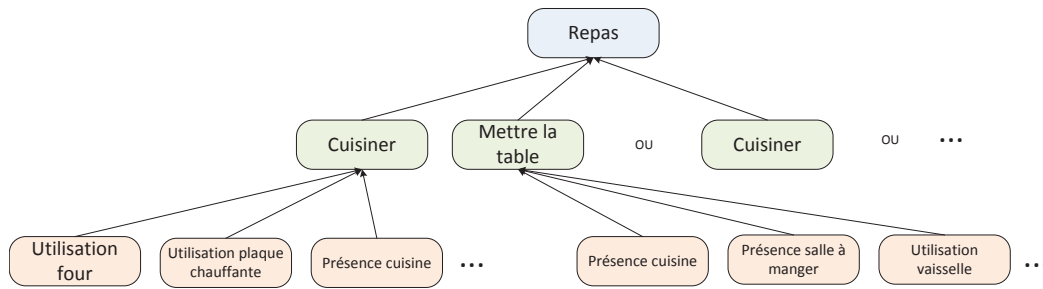 Repas
Cuisiner
Mettre la
table
OU
Cuisiner
OU
...
Utilisation
four
Utilisation plaque
chauffante
Présence cuisine
...
Présence cuisine
Présence salle à
manger
Utilisation
vaisselle
..